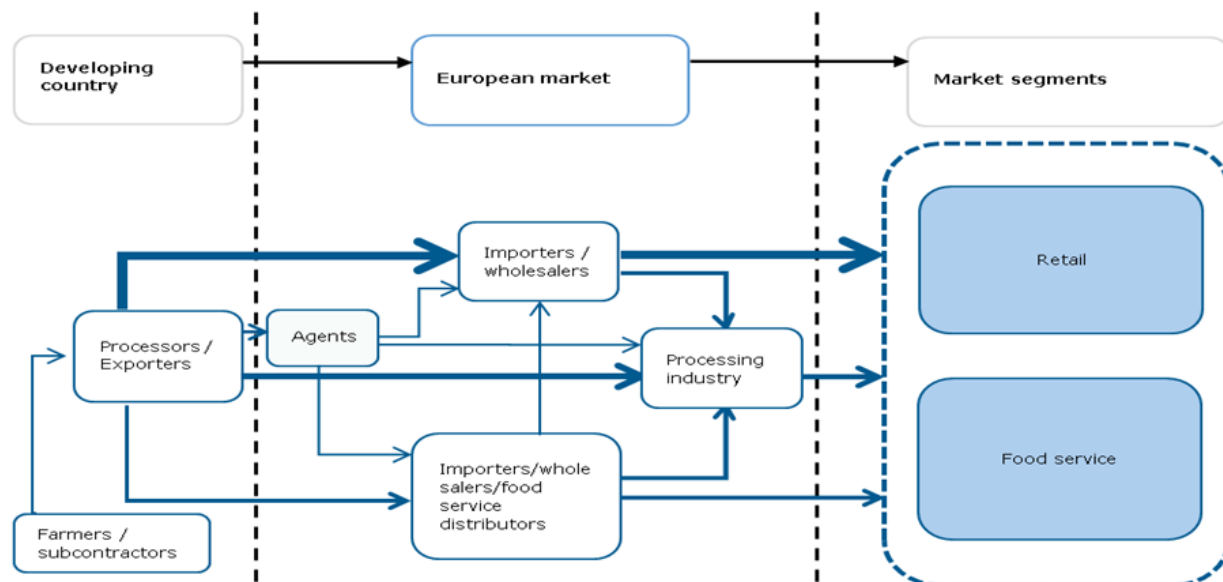 Developing
country
European market
Market segments
Importers /
wholesalers
Retail
Agents
Processors /
Exporters
Processing
industry
Importers/whole
salers/food
service
distributors
Food service
Farmers /
subcontractors